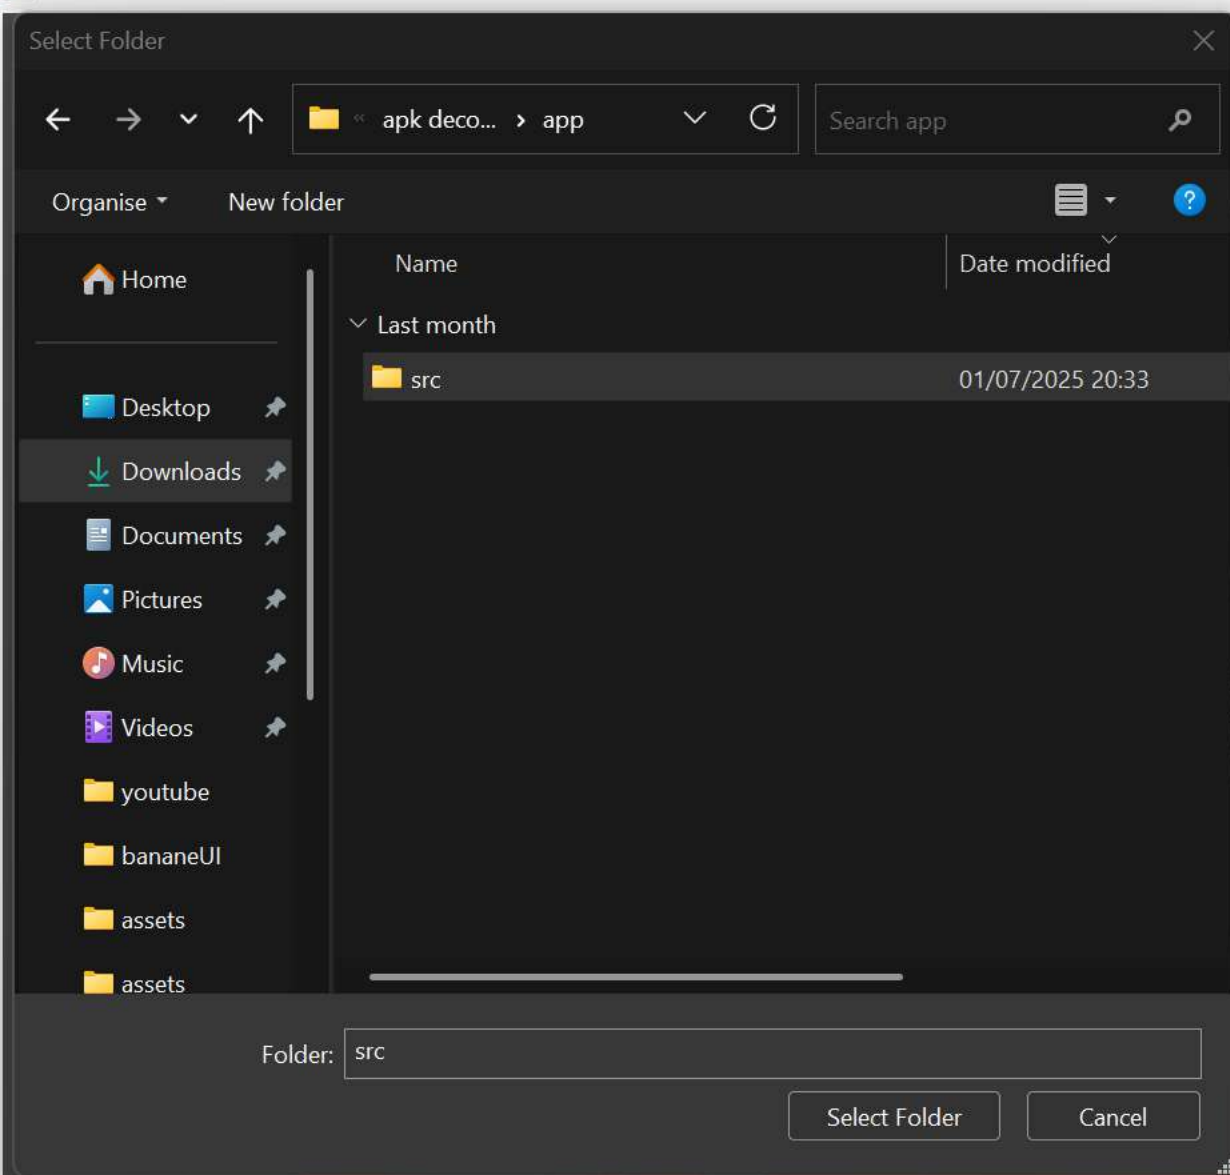 Select Folder
« apk deco... › app
Search app
Organise
New folder
Home
Desktop
Downloads
Documents
Pictures
Music
Videos
youtube
bananeUI
assets
assets
Name
Date modified
Last month
src 01/07/2025 20:33
Folder: src
Select Folder
Cancel